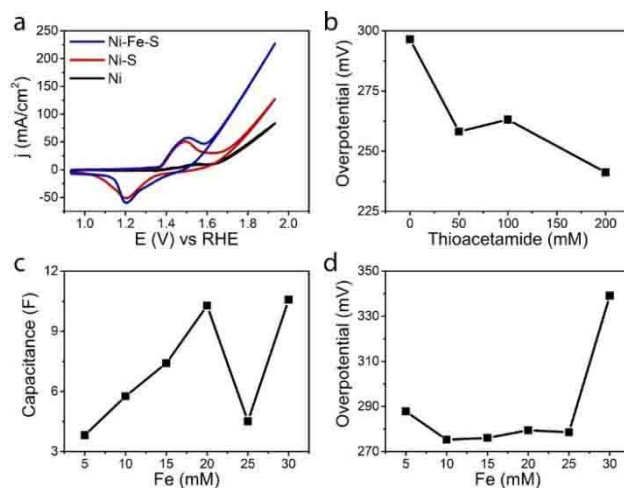 a
250
200
150
100
50
0
-50
j (mA/cm²)
Ni-Fe-S
Ni-S
Ni
1.0 1.2 1.4 1.6 1.8 2.0
E (V) vs RHE
b
300
275
250
225
Overpotential (mV)
0 50 100 150 200
Thioacetamide (mM)
c
12
9
6
3
Capacitance (F)
5 10 15 20 25 30
Fe (mM)
d
360
330
300
270
Overpotential (mV)
5 10 15 20 25 30
Fe (mM)